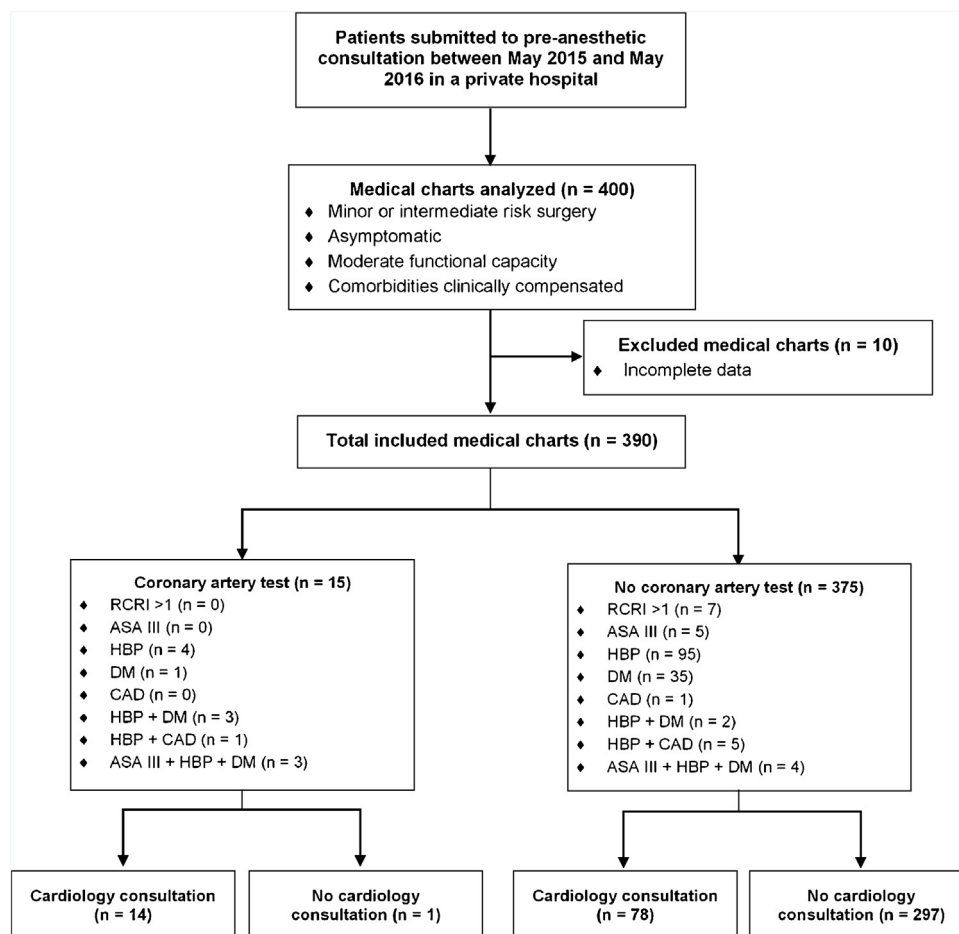 Patients submitted to pre-anesthetic
consultation between May 2015 and May
2016 in a private hospital
Medical charts analyzed (n = 400)
♦ Minor or intermediate risk surgery
♦ Asymptomatic
♦ Moderate functional capacity
♦ Comorbidities clinically compensated
Excluded medical charts (n = 10)
♦ Incomplete data
Total included medical charts (n = 390)
Coronary artery test (n = 15)
♦ RCRI >1 (n = 0)
♦ ASA III (n = 0)
♦ HBP (n = 4)
♦ DM (n = 1)
♦ CAD (n = 0)
♦ HBP + DM (n = 3)
♦ HBP + CAD (n = 1)
♦ ASA III + HBP + DM (n = 3)
No coronary artery test (n = 375)
♦ RCRI >1 (n = 7)
♦ ASA III (n = 5)
♦ HBP (n = 95)
♦ DM (n = 35)
♦ CAD (n = 1)
♦ HBP + DM (n = 2)
♦ HBP + CAD (n = 5)
♦ ASA III + HBP + DM (n = 4)
Cardiology consultation
(n = 14)
No cardiology
consultation (n = 1)
Cardiology consultation
(n = 78)
No cardiology
consultation (n = 297)